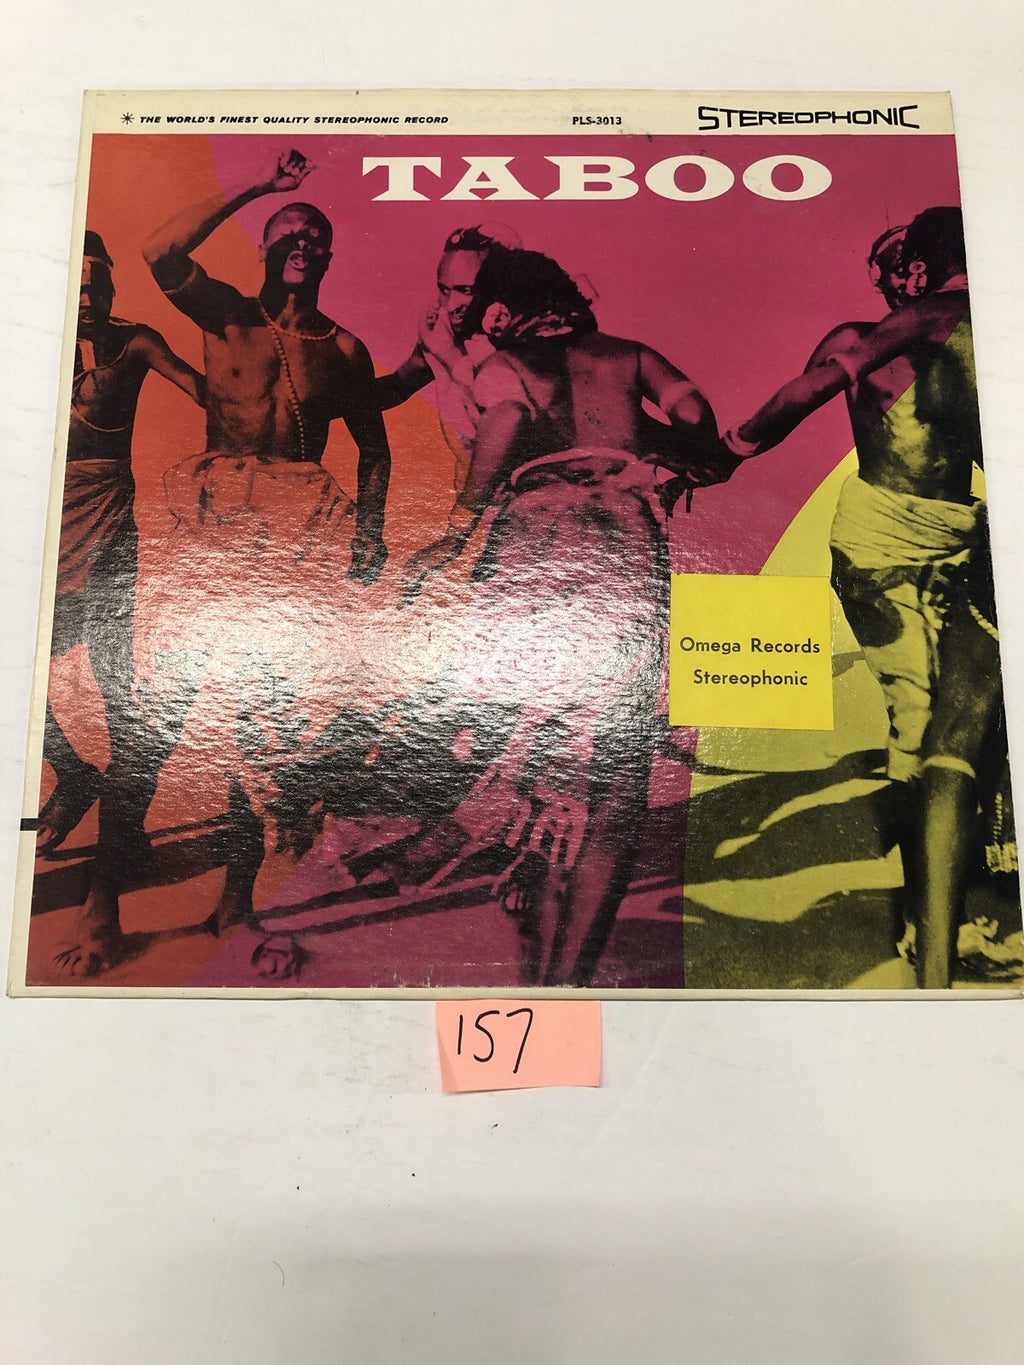 THE WORLD'S FINEST QUALITY STEREOPHONIC RECORD
PLS-3013
STEREOPHONIC
TABOO
Omega Records
Stereophonic
157